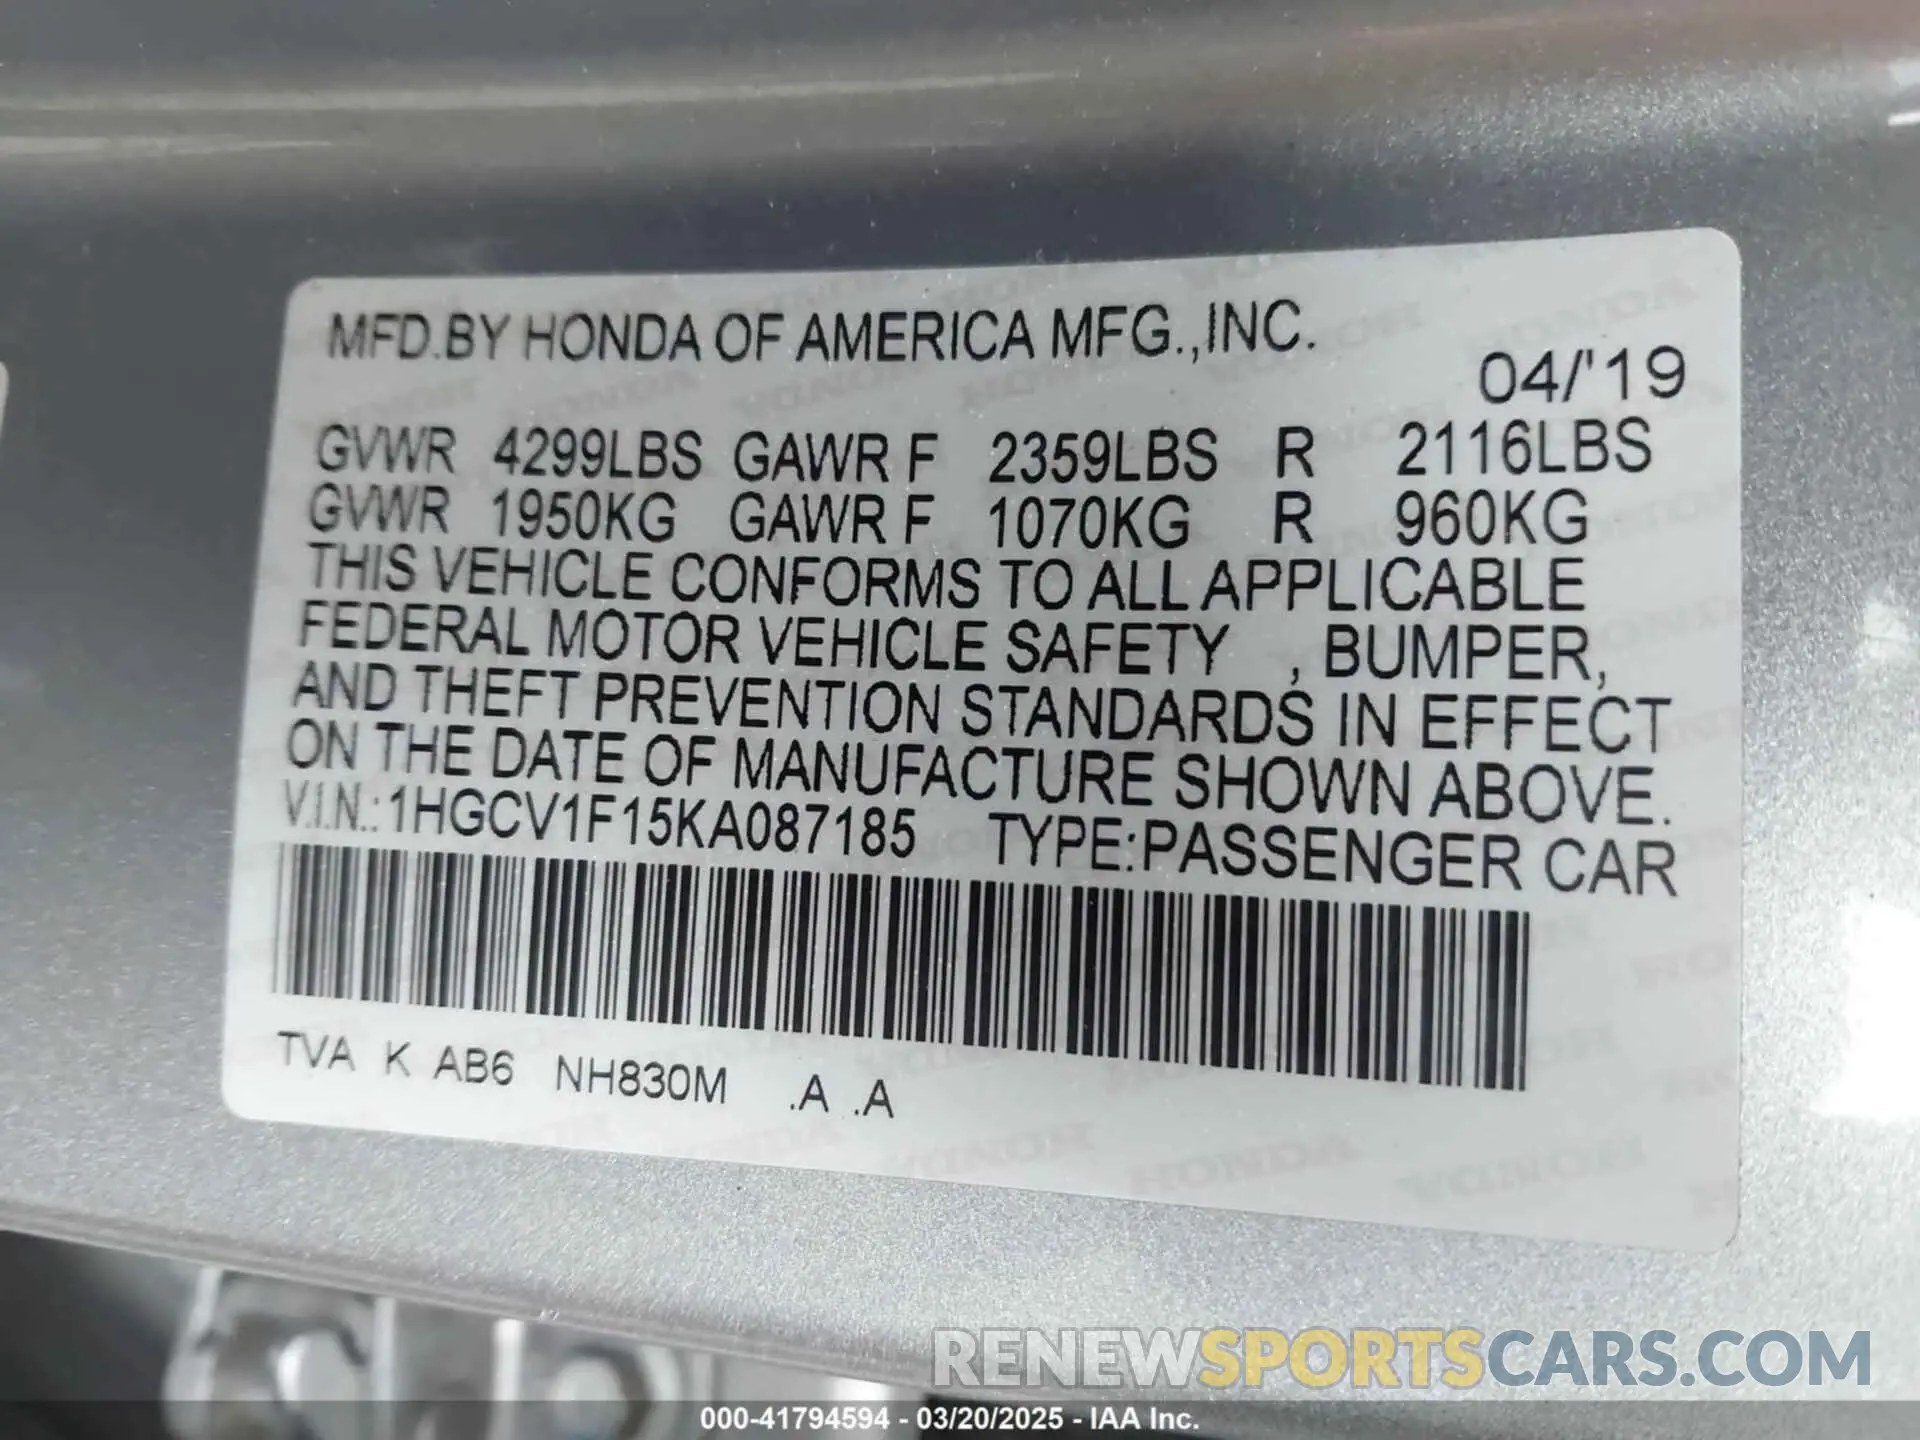 MFD.BY HONDA OF AMERICA MFG.,INC.
04/'19
GVWR 4299LBS GAWR F 2359LBS R 2116LBS
GVWR 1950KG GAWR F 1070KG R 960KG
THIS VEHICLE CONFORMS TO ALL APPLICABLE
FEDERAL MOTOR VEHICLE SAFETY , BUMPER,
AND THEFT PREVENTION STANDARDS IN EFFECT
ON THE DATE OF MANUFACTURE SHOWN ABOVE.
V.I.N.: 1HGCV1F15KA087185 TYPE:PASSENGER CAR
TVA K AB6 NH830M .A .A
RENEWSPORTSCARS.COM
000-41794594 - 03/20/2025 - IAA Inc.